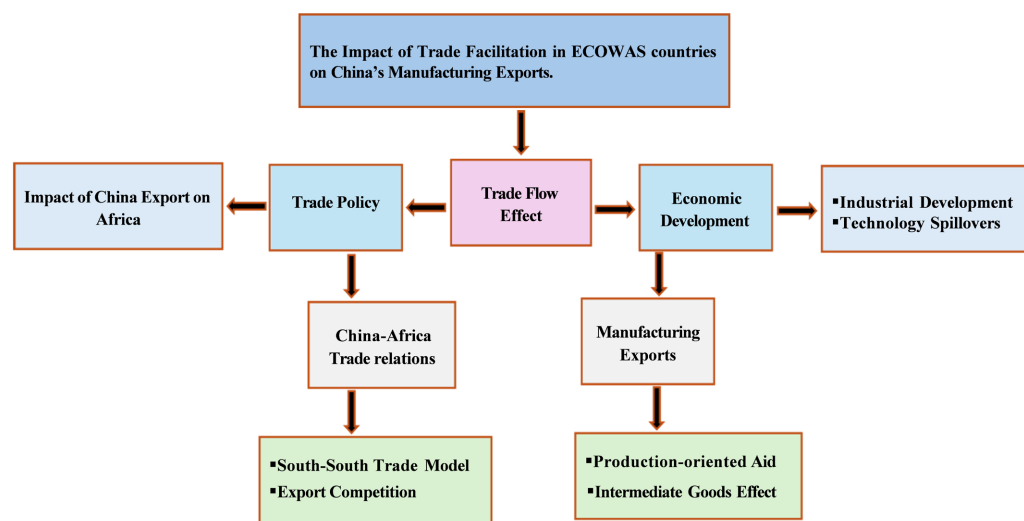 The Impact of Trade Facilitation in ECOWAS countries
on China's Manufacturing Exports.
Impact of China Export on
Africa
Trade Policy
Trade Flow
Effect
Economic
Development
▪Industrial Development
▪Technology Spillovers
China-Africa
Trade relations
Manufacturing
Exports
▪South-South Trade Model
▪Export Competition
▪Production-oriented Aid
▪Intermediate Goods Effect